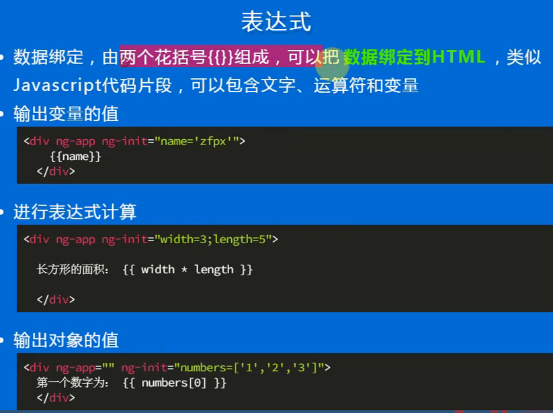 表达式
• 数据绑定，由两个花括号{{}}组成，可以把 数据绑定到HTML ，类似
Javascript代码片段，可以包含文字、运算符和变量
• 输出变量的值
<div ng-app ng-init="name='zfpx'">
{{name}}
</div>
• 进行表达式计算
<div ng-app ng-init="width=3;length=5">
长方形的面积： {{ width * length }}
</div>
• 输出对象的值
<div ng-app="" ng-init="numbers=['1','2','3']">
第一个数字为： {{ numbers[0] }}
</div>